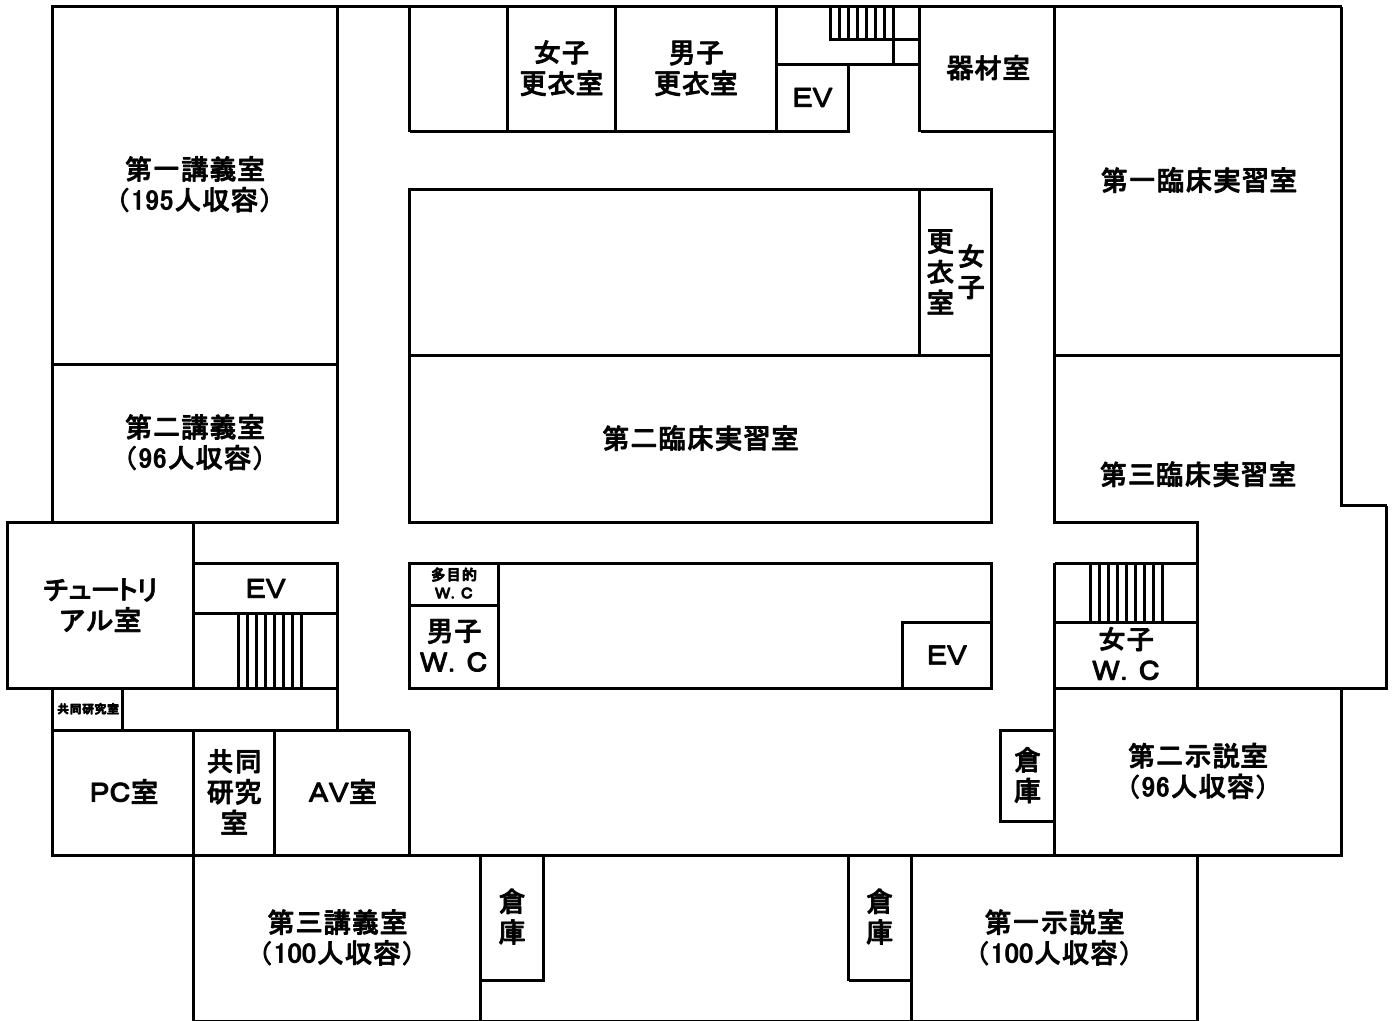 女子
更衣室
男子
更衣室
EV
器材室
第一講義室
（195人収容）
第一臨床実習室
女子
更衣室
第二講義室
（96人収容）
第二臨床実習室
第三臨床実習室
チュートリ
アル室
EV
多目的
W.C
男子
W.C
EV
女子
W.C
共同研究室
PC室
共同
研究
室
AV室
倉
庫
第二示説室
（96人収容）
第三講義室
（100人収容）
倉
庫
倉
庫
第一示説室
（100人収容）